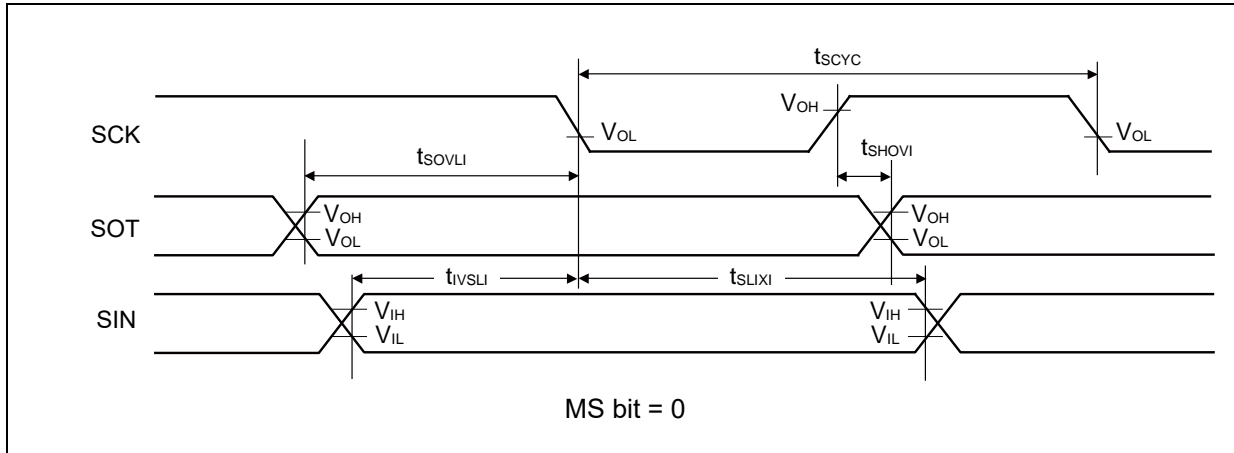 tSCYC
SCK
VOH
VOL
VOL
tSOVLI
tSHOVI
SOT
VOH
VOL
VOH
VOL
tIVSLI
tSLIXI
SIN
VIH
VIL
VIH
VIL
MS bit = 0